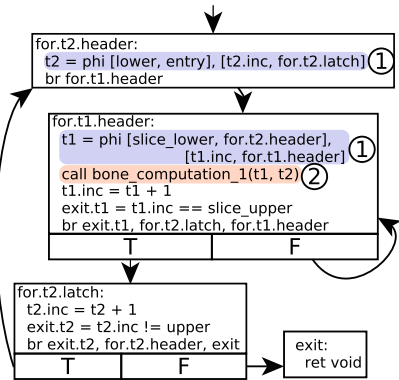 for.t2.header:
t2 = phi [lower, entry], [t2.inc, for.t2.latch] 1
br for.t1.header
for.t1.header:
t1 = phi [slice_lower, for.t2.header],
[t1.inc, for.t1.header] 1
call bone_computation_1(t1, t2) 2
t1.inc = t1 + 1
exit.t1 = t1.inc == slice_upper
br exit.t1, for.t2.latch, for.t1.header
T F
for.t2.latch:
t2.inc = t2 + 1
exit.t2 = t2.inc != upper
br exit.t2, for.t2.header, exit
T F
exit:
ret void